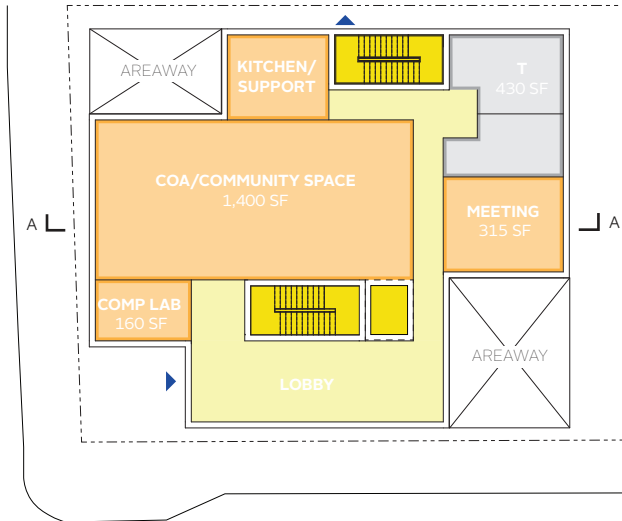 AREAWAY
KITCHEN/
SUPPORT
T
430 SF
COA/COMMUNITY SPACE
1,400 SF
A
MEETING
315 SF
A
COMP LAB
160 SF
AREAWAY
LOBBY